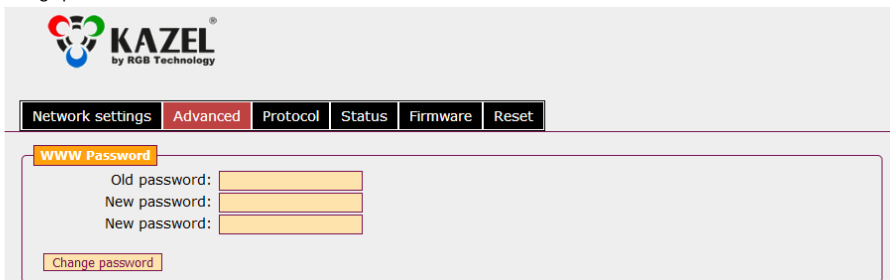 KAZEL®
by RGB Technology
Network settings Advanced Protocol Status Firmware Reset
WWW Password
Old password:
New password:
New password:
Change password